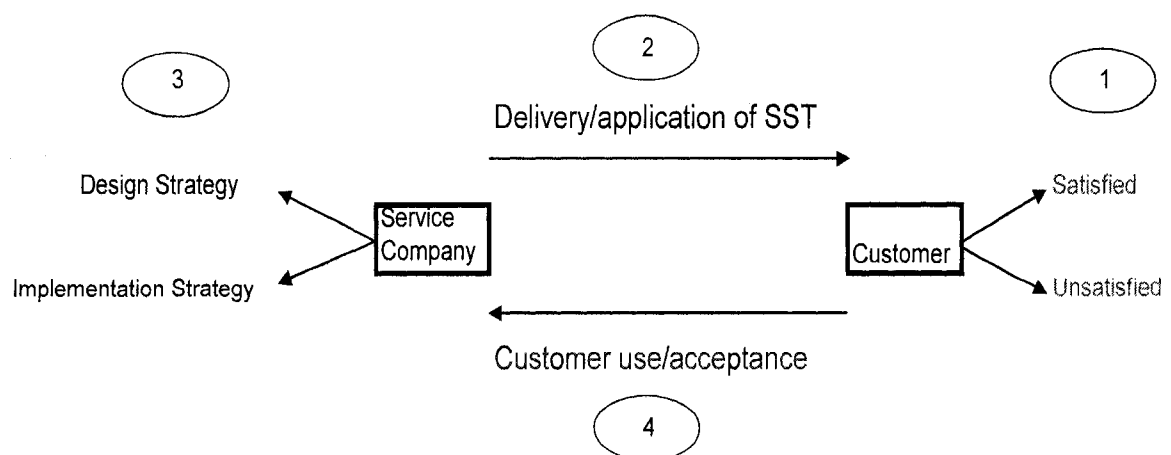 2
3
1
Delivery/application of SST
Design Strategy
Satisfied
Service
Company
Customer
Implementation Strategy
Unsatisfied
Customer use/acceptance
4